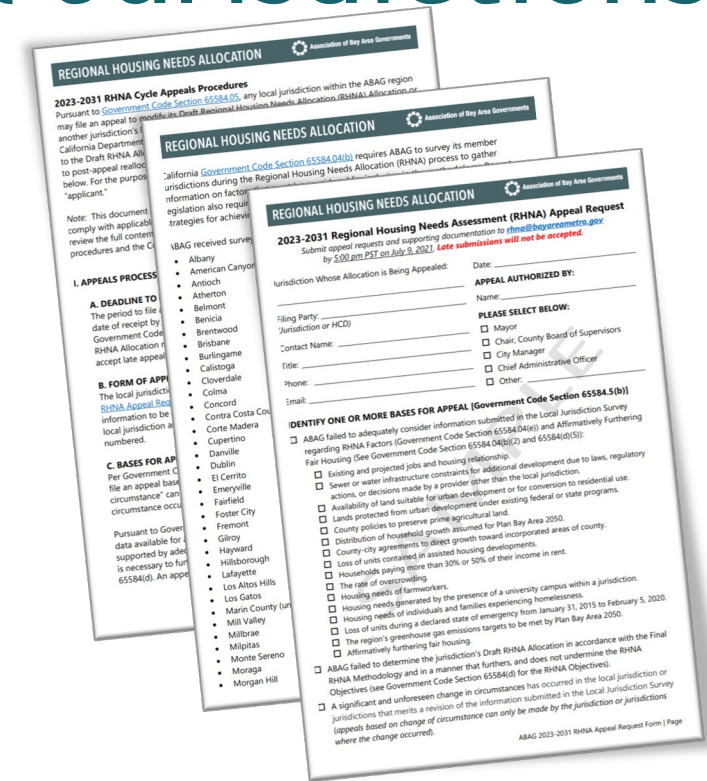 REGIONAL HOUSING NEEDS ALLOCATION
Association of Bay Area Governments
2023-2031 RHNA Cycle Appeals Procedures
Pursuant to Government Code Section 65584.05, any local jurisdiction within the ABAG region
may file an appeal to modify its Draft Regional Housing Needs Allocation (RHNA) Allocation or
another jurisdiction's
California Department
to the Draft RHNA
to post-appeal
below. For the
"applicant."
Note: This document
comply with
review the full
procedures and the
I. APPEALS PROCESS
A. DEADLINE TO
The period to file
date of receipt by
Government Code
RHNA Allocation
accept late
B. FORM OF
The local
RHNA Appeal
information to be
local jurisdiction
numbered.
C. BASES FOR
Per Government
file an appeal
circumstance" can
circumstance
Pursuant to
data available for
supported by
is necessary to
65584(d). An
REGIONAL HOUSING NEEDS ALLOCATION
Association of Bay Area Governments
California Government Code Section 65584.04(b) requires ABAG to survey its member
jurisdictions during the Regional Housing Needs Allocation (RHNA) process to gather
information on
legislation also
strategies for
ABAG received
• Albany
• American Canyon
• Antioch
• Atherton
• Belmont
• Benicia
• Brentwood
• Brisbane
• Burlingame
• Calistoga
• Cloverdale
• Colma
• Concord
• Contra Costa
• Corte Madera
• Cupertino
• Danville
• Dublin
• El Cerrito
• Emeryville
• Fairfield
• Foster City
• Fremont
• Gilroy
• Hayward
• Hillsborough
• Lafayette
• Los Altos Hills
• Los Gatos
• Marin County
• Mill Valley
• Millbrae
• Milpitas
• Monte Sereno
• Moraga
• Morgan Hill
REGIONAL HOUSING NEEDS ALLOCATION
Association of Bay Area Governments
2023-2031 Regional Housing Needs Assessment (RHNA) Appeal Request
Submit appeal requests and supporting documentation to rhna@bayareametro.gov
by 5:00 pm PST on July 9, 2021. Late submissions will not be accepted.
Jurisdiction Whose Allocation is Being Appealed:
Filing Party:
(Jurisdiction or HCD)
Contact Name:
Title:
Phone:
Email:
Date:
APPEAL AUTHORIZED BY:
Name:
PLEASE SELECT BELOW:
☐ Mayor
☐ Chair, County Board of Supervisors
☐ City Manager
☐ Chief Administrative Officer
☐ Other:
IDENTIFY ONE OR MORE BASES FOR APPEAL [Government Code Section 65584.5(b)]
☐ ABAG failed to adequately consider information submitted in the Local Jurisdiction Survey
regarding RHNA Factors (Government Code Section 65584.04(e)) and Affirmatively Furthering
Fair Housing (See Government Code Section 65584.04(b)(2) and 65584(d)(5)):
☐ Existing and projected jobs and housing relationship.
☐ Sewer or water infrastructure constraints for additional development due to laws, regulatory
actions, or decisions made by a provider other than the local jurisdiction.
☐ Availability of land suitable for urban development or for conversion to residential use.
☐ Lands protected from urban development under existing federal or state programs.
☐ County policies to preserve prime agricultural land.
☐ Distribution of household growth assumed for Plan Bay Area 2050.
☐ County-city agreements to direct growth toward incorporated areas of county.
☐ Loss of units contained in assisted housing developments.
☐ Households paying more than 30% or 50% of their income in rent.
☐ The rate of overcrowding.
☐ Housing needs of farmworkers.
☐ Housing needs generated by the presence of a university campus within a jurisdiction.
☐ Housing needs of individuals and families experiencing homelessness.
☐ Loss of units during a declared state of emergency from January 31, 2015 to February 5, 2020.
☐ The region's greenhouse gas emissions targets to be met by Plan Bay Area 2050.
☐ Affirmatively furthering fair housing.
☐ ABAG failed to determine the jurisdiction's Draft RHNA Allocation in accordance with the Final
RHNA Methodology and in a manner that furthers, and does not undermine the RHNA
Objectives (see Government Code Section 65584(d) for the RHNA Objectives).
☐ A significant and unforeseen change in circumstances has occurred in the local jurisdiction or
jurisdictions that merits a revision of the information submitted in the Local Jurisdiction Survey
(appeals based on change of circumstance can only be made by the jurisdiction or jurisdictions
where the change occurred).
ABAG 2023-2031 RHNA Appeal Request Form | Page
SAMPLE